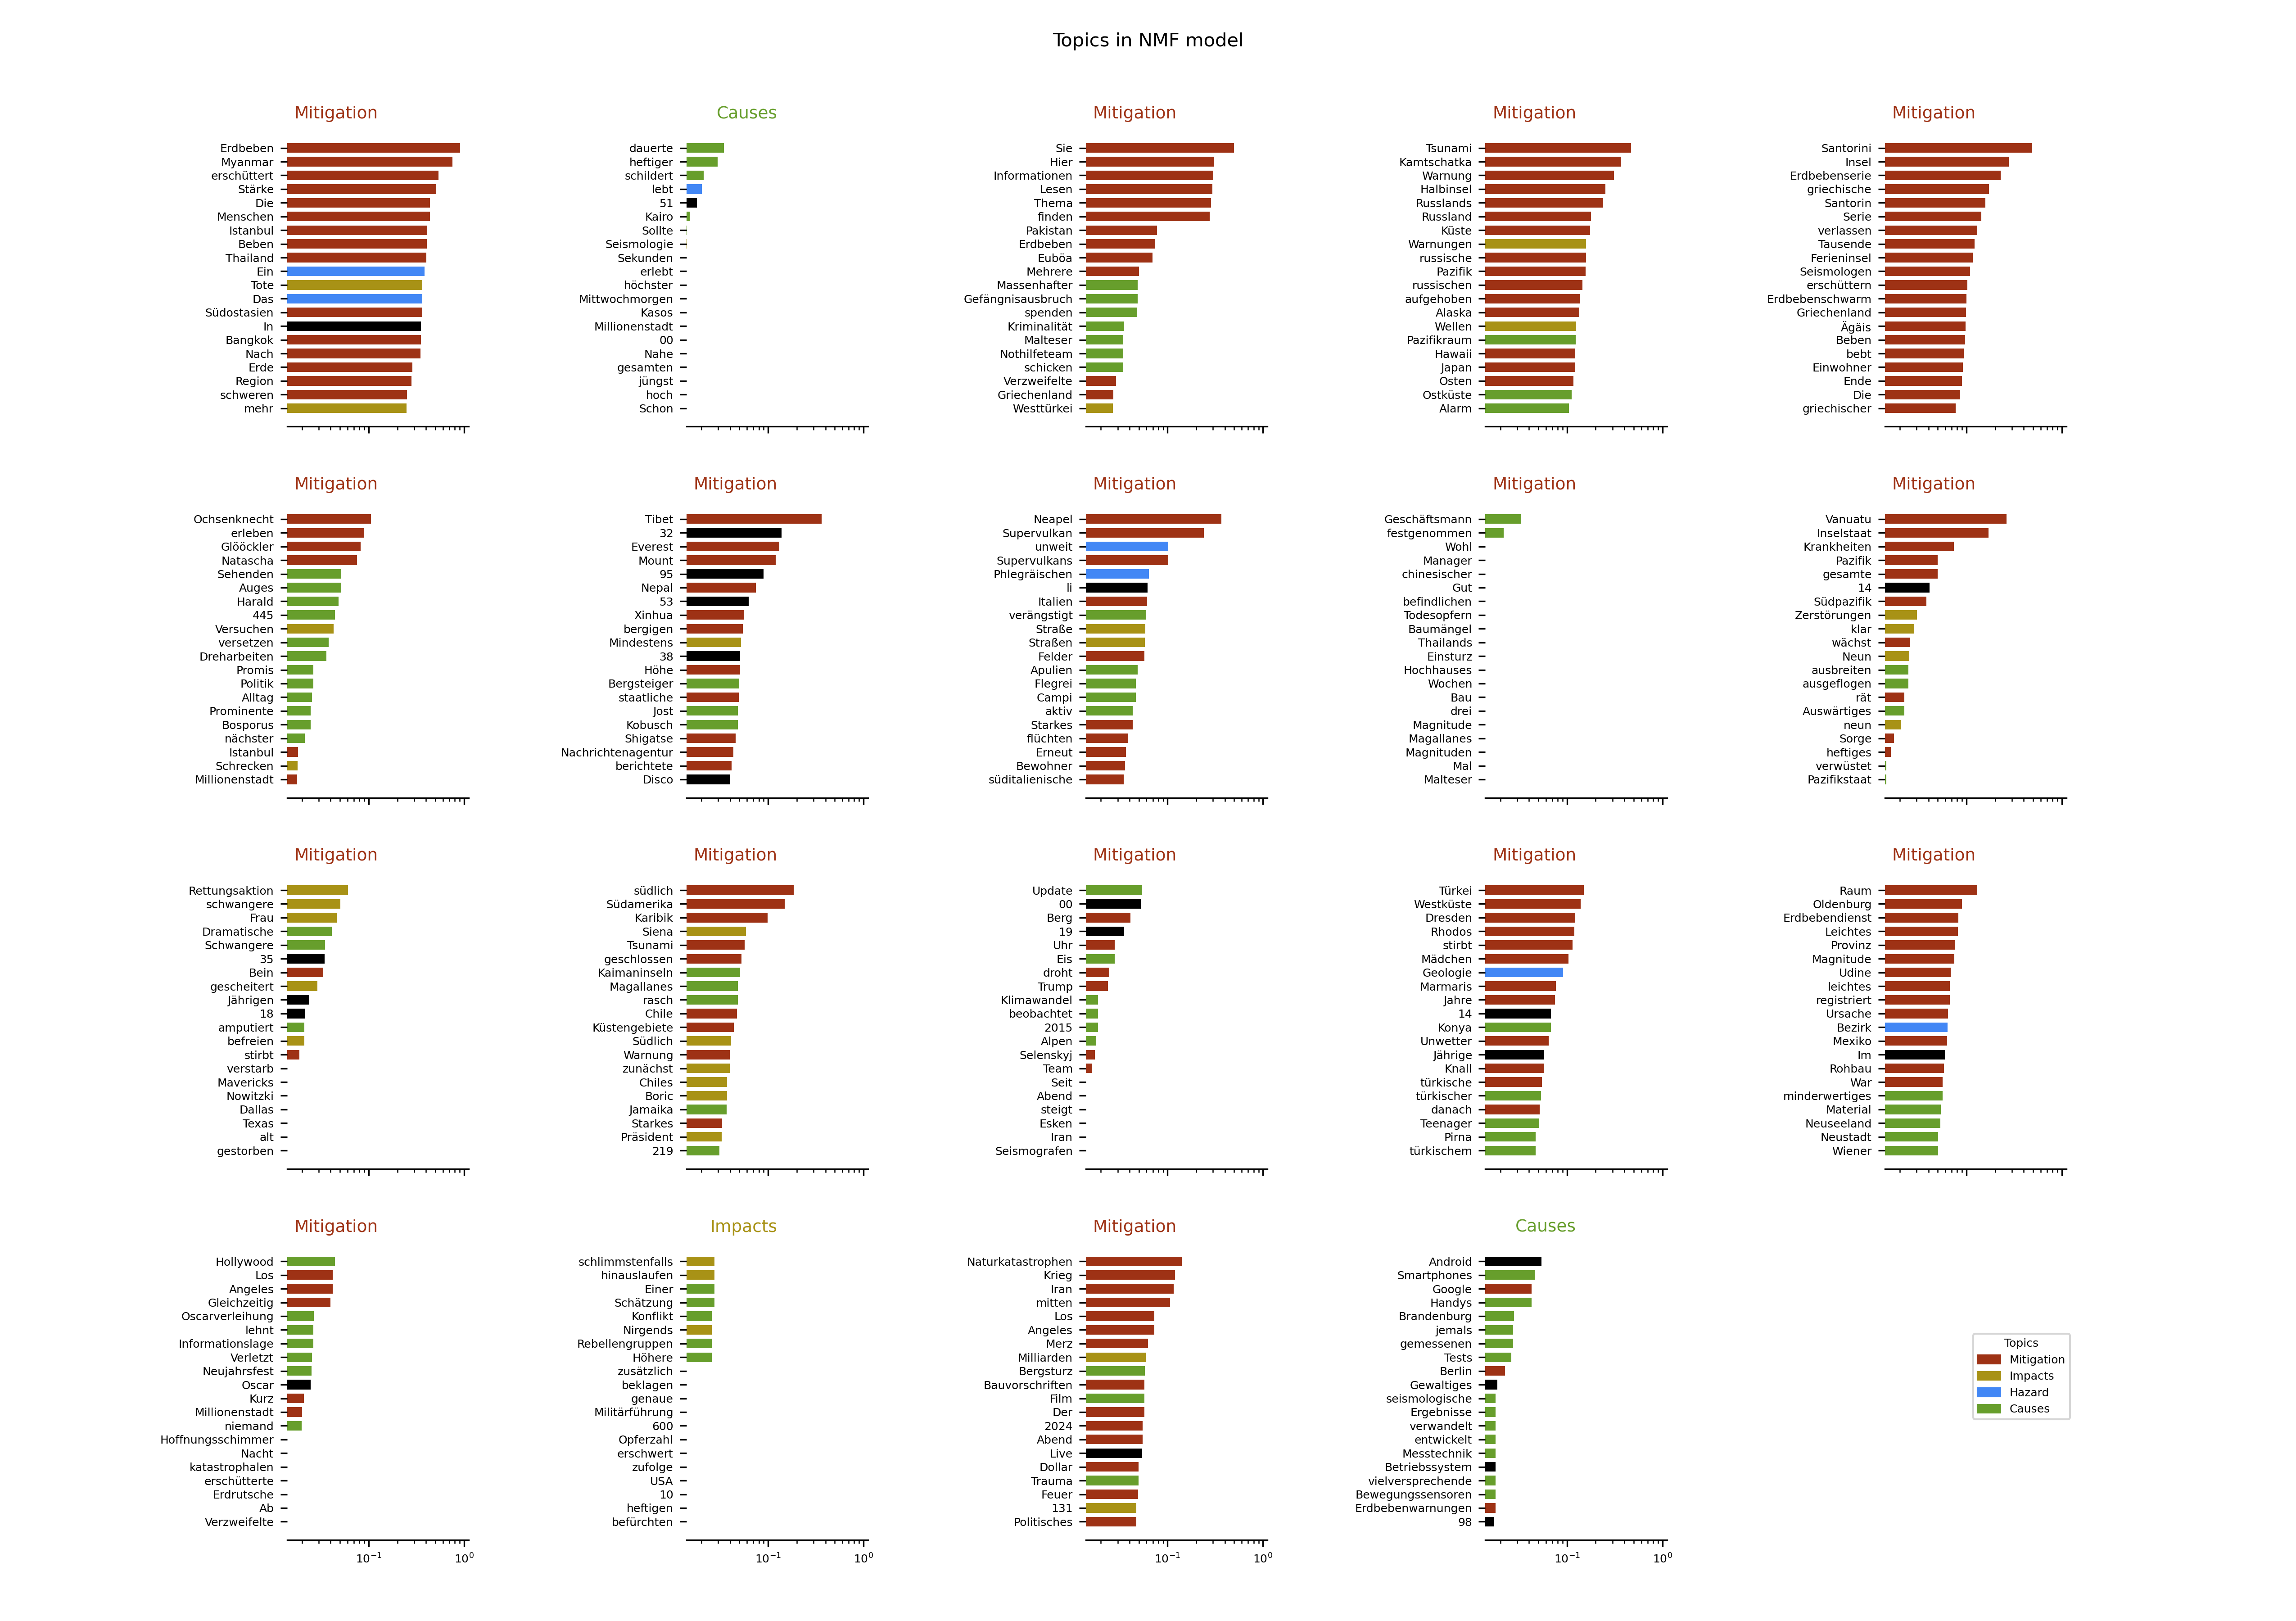 Topics in NMF model
Mitigation
Erdbeben
Myanmar
erschüttert
Stärke
Die
Menschen
Istanbul
Beben
Thailand
Ein
Tote
Das
Südostasien
In
Bangkok
Nach
Erde
Region
schweren
mehr
Causes
dauerte
heftiger
schildert
lebt
51
Kairo
Sollte
Seismologie
Sekunden
erlebt
höchster
Mittwochmorgen
Kasos
Millionenstadt
00
Nahe
gesamten
jüngst
hoch
Schon
Mitigation
Sie
Hier
Informationen
Lesen
Thema
finden
Pakistan
Erdbeben
Euböa
Mehrere
Massenhafter
Gefängnisausbruch
spenden
Kriminalität
Malteser
Nothilfeteam
schicken
Verzweifelte
Griechenland
Westtürkei
Mitigation
Tsunami
Kamtschatka
Warnung
Halbinsel
Russlands
Russland
Küste
Warnungen
russische
Pazifik
russischen
aufgehoben
Alaska
Wellen
Pazifikraum
Hawaii
Japan
Osten
Ostküste
Alarm
Mitigation
Santorini
Insel
Erdbebenserie
griechische
Santorin
Serie
verlassen
Tausende
Ferieninsel
Seismologen
erschüttern
Erdbebenschwarm
Griechenland
Ägäis
Beben
bebt
Einwohner
Ende
Die
griechischer
Mitigation
Ochsenknecht
erleben
Glööckler
Natascha
Sehenden
Auges
Harald
445
Versuchen
versetzen
Dreharbeiten
Promis
Politik
Alltag
Prominente
Bosporus
nächster
Istanbul
Schrecken
Millionenstadt
Mitigation
Tibet
32
Everest
Mount
95
Nepal
53
Xinhua
bergigen
Mindestens
38
Höhe
Bergsteiger
staatliche
Jost
Kobusch
Shigatse
Nachrichtenagentur
berichtete
Disco
Mitigation
Neapel
Supervulkan
unweit
Supervulkans
Phlegräischen
li
Italien
verängstigt
Straße
Straßen
Felder
Apulien
Flegrei
Campi
aktiv
Starkes
flüchten
Erneut
Bewohner
süditalienische
Mitigation
Geschäftsmann
festgenommen
Wohl
Manager
chinesischer
Gut
befindlichen
Todesopfern
Baumängel
Thailands
Einsturz
Hochhauses
Wochen
Bau
drei
Magnitude
Magallanes
Magnituden
Mal
Malteser
Mitigation
Vanuatu
Inselstaat
Krankheiten
Pazifik
gesamte
14
Südpazifik
Zerstörungen
klar
wächst
Neun
ausbreiten
ausgeflogen
rät
Auswärtiges
neun
Sorge
heftiges
verwüstet
Pazifikstaat
Mitigation
Rettungsaktion
schwangere
Frau
Dramatische
Schwangere
35
Bein
gescheitert
Jährigen
18
amputiert
befreien
stirbt
verstarb
Mavericks
Nowitzki
Dallas
Texas
alt
gestorben
Mitigation
südlich
Südamerika
Karibik
Siena
Tsunami
geschlossen
Kaimaninseln
Magallanes
rasch
Chile
Küstengebiete
Südlich
Warnung
zunächst
Chiles
Boric
Jamaika
Starkes
Präsident
219
Mitigation
Update
00
Berg
19
Uhr
Eis
droht
Trump
Klimawandel
beobachtet
2015
Alpen
Selenskyj
Team
Seit
Abend
steigt
Esken
Iran
Seismografen
Mitigation
Türkei
Westküste
Dresden
Rhodos
stirbt
Mädchen
Geologie
Marmaris
Jahre
14
Konya
Unwetter
Jährige
Knall
türkische
türkischer
danach
Teenager
Pirna
türkischem
Mitigation
Raum
Oldenburg
Erdbebendienst
Leichtes
Provinz
Magnitude
Udine
leichtes
registriert
Ursache
Bezirk
Mexiko
Im
Rohbau
War
minderwertiges
Material
Neuseeland
Neustadt
Wiener
Mitigation
Hollywood
Los
Angeles
Gleichzeitig
Oscarverleihung
lehnt
Informationslage
Verletzt
Neujahrsfest
Oscar
Kurz
Millionenstadt
niemand
Hoffnungsschimmer
Nacht
katastrophalen
erschütterte
Erdrutsche
Ab
Verzweifelte
10⁻¹ 10⁰
Impacts
schlimmstenfalls
hinauslaufen
Einer
Schätzung
Konflikt
Nirgends
Rebellengruppen
Höhere
zusätzlich
beklagen
genaue
Militärführung
600
Opferzahl
erschwert
zufolge
USA
10
heftigen
befürchten
10⁻¹ 10⁰
Mitigation
Naturkatastrophen
Krieg
Iran
mitten
Los
Angeles
Merz
Milliarden
Bergsturz
Bauvorschriften
Film
Der
2024
Abend
Live
Dollar
Trauma
Feuer
131
Politisches
10⁻¹ 10⁰
Causes
Android
Smartphones
Google
Handys
Brandenburg
jemals
gemessenen
Tests
Berlin
Gewaltiges
seismologische
Ergebnisse
verwandelt
entwickelt
Messtechnik
Betriebssystem
vielversprechende
Bewegungssensoren
Erdbebenwarnungen
98
10⁻¹ 10⁰
Topics
Mitigation
Impacts
Hazard
Causes